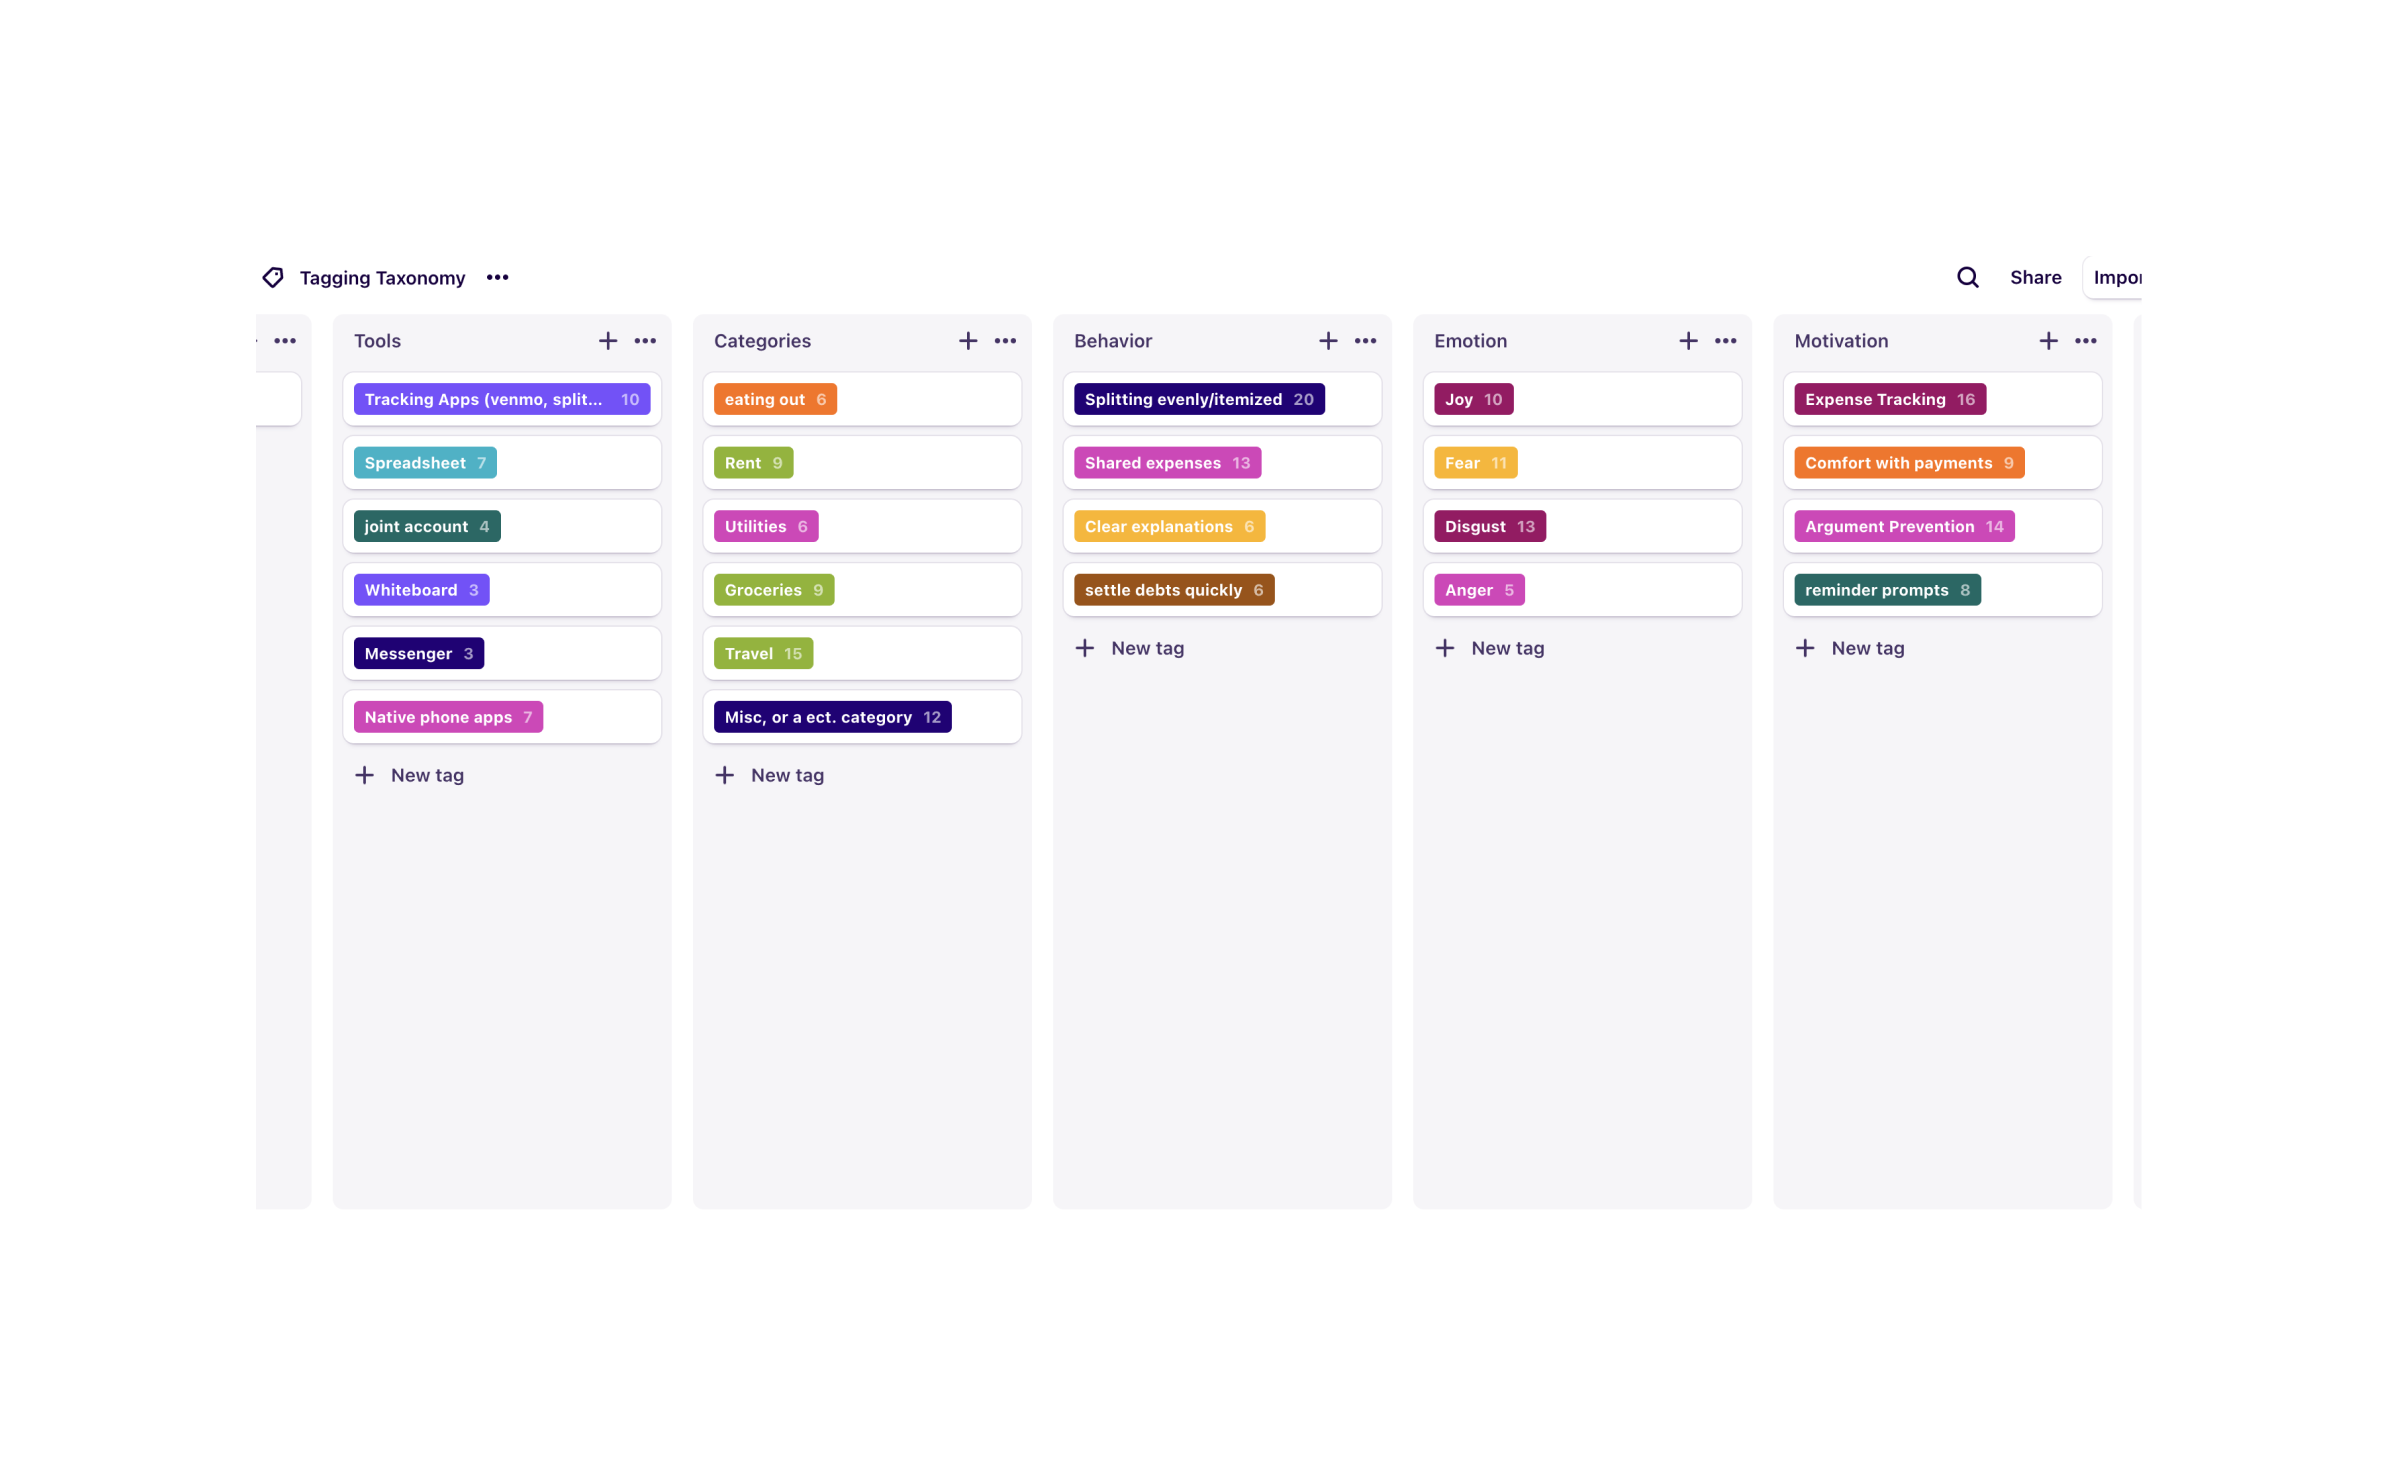 Tagging Taxonomy
Share
Impor
Tools
Tracking Apps (venmo, split... 10
Spreadsheet 7
joint account 4
Whiteboard 3
Messenger 3
Native phone apps 7
New tag
Categories
eating out 6
Rent 9
Utilities 6
Groceries 9
Travel 15
Misc, or a ect. category 12
New tag
Behavior
Splitting evenly/itemized 20
Shared expenses 13
Clear explanations 6
settle debts quickly 6
New tag
Emotion
Joy 10
Fear 11
Disgust 13
Anger 5
New tag
Motivation
Expense Tracking 16
Comfort with payments 9
Argument Prevention 14
reminder prompts 8
New tag